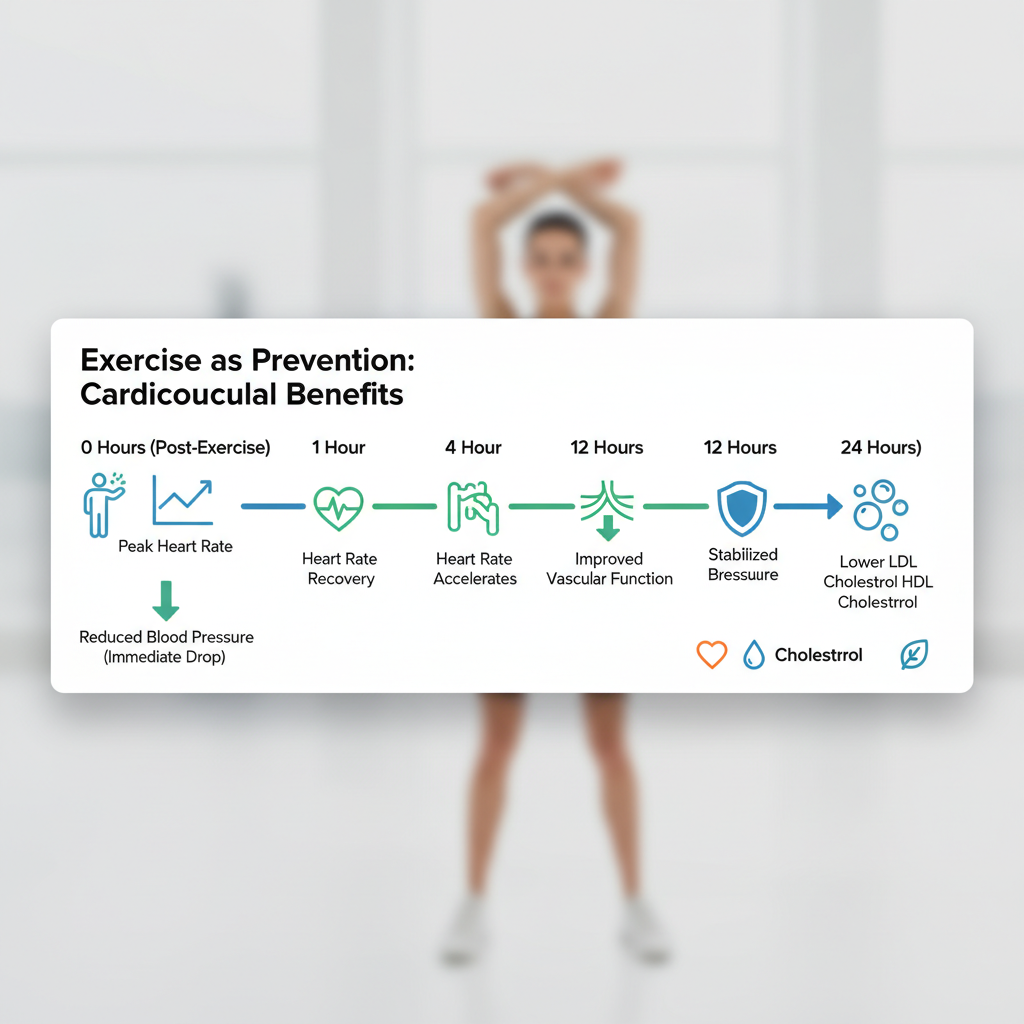 Exercise as Prevention:
Cardicouculal Benefits
0 Hours (Post-Exercise)
1 Hour
4 Hour
12 Hours
12 Hours
24 Hours)
Peak Heart Rate
Reduced Blood Pressure
(Immediate Drop)
Heart Rate
Recovery
Heart Rate
Accelerates
Improved
Vascular Function
Stabilized
Bressuure
Lower LDL
Cholestrol HDL
Cholestrrol
Cholestrrol